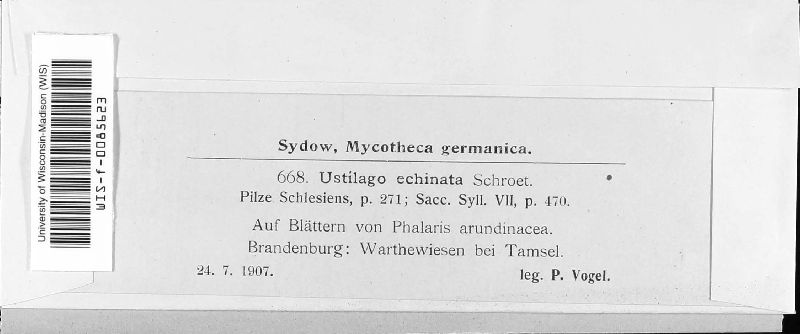 University of Wisconsin-Madison (WIS)
WIS-f-0085623
Sydow, Mycotheca germanica.
668. Ustilago echinata Schroet.
Pilze Schlesiens, p. 271; Sacc. Syll. VII, p. 470.
Auf Blättern von Phalaris arundinacea.
Brandenburg: Warthewiesen bei Tamsel.
24. 7. 1907. leg. P. Vogel.